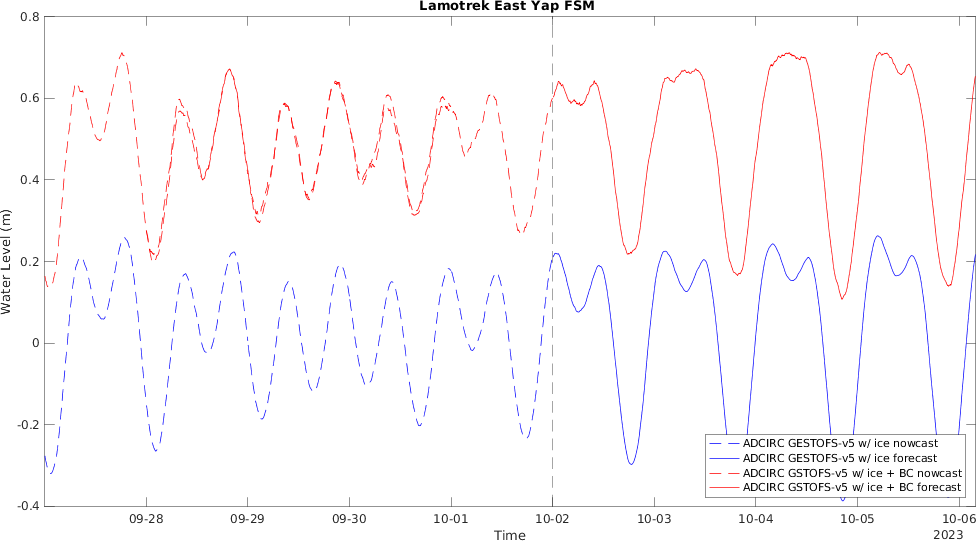 Lamotrek East Yap FSM
Water Level (m)
0.8
0.6
0.4
0.2
0
-0.2
-0.4
ADCIRC GESTOFS-v5 w/ ice nowcast
ADCIRC GESTOFS-v5 w/ ice forecast
ADCIRC GSTOFS-v5 w/ ice + BC nowcast
ADCIRC GSTOFS-v5 w/ ice + BC forecast
09-28 09-29 09-30 10-01 10-02 10-03 10-04 10-05 10-06
Time
2023